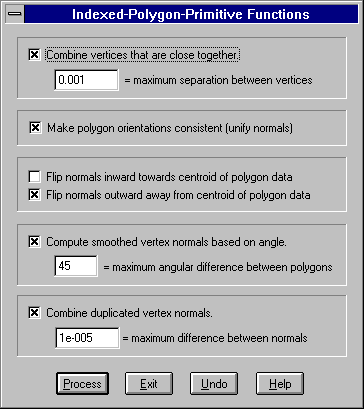 Indexed-Polygon-Primitive Functions
Combine vertices that are close together.
0.001 = maximum separation between vertices
Make polygon orientations consistent (unify normals)
Flip normals inward towards centroid of polygon data
Flip normals outward away from centroid of polygon data
Compute smoothed vertex normals based on angle.
45 = maximum angular difference between polygons
Combine duplicated vertex normals.
1e-005 = maximum difference between normals
Process Exit Undo Help